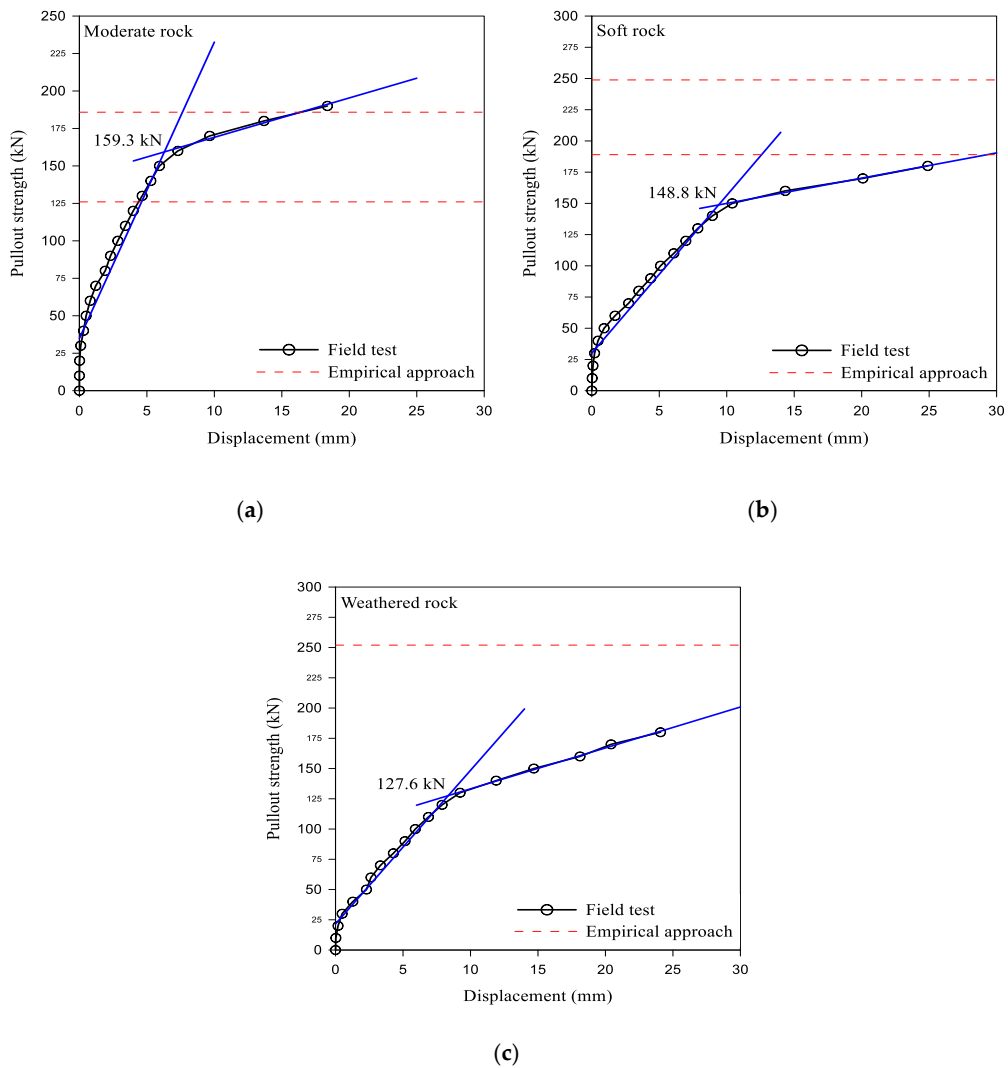 250
225
200
175
150
125
100
75
50
25
0
Moderate rock
159.3 kN
Pullout strength (kN)
Field test
Empirical approach
0 5 10 15 20 25 30
Displacement (mm)
(a)
300
275
250
225
200
175
150
125
100
75
50
25
0
Soft rock
148.8 kN
Pullout strength (kN)
Field test
Empirical approach
0 5 10 15 20 25 30
Displacement (mm)
(b)
300
275
250
225
200
175
150
125
100
75
50
25
0
Weathered rock
127.6 kN
Pullout strength (kN)
Field test
Empirical approach
0 5 10 15 20 25 30
Displacement (mm)
(c)